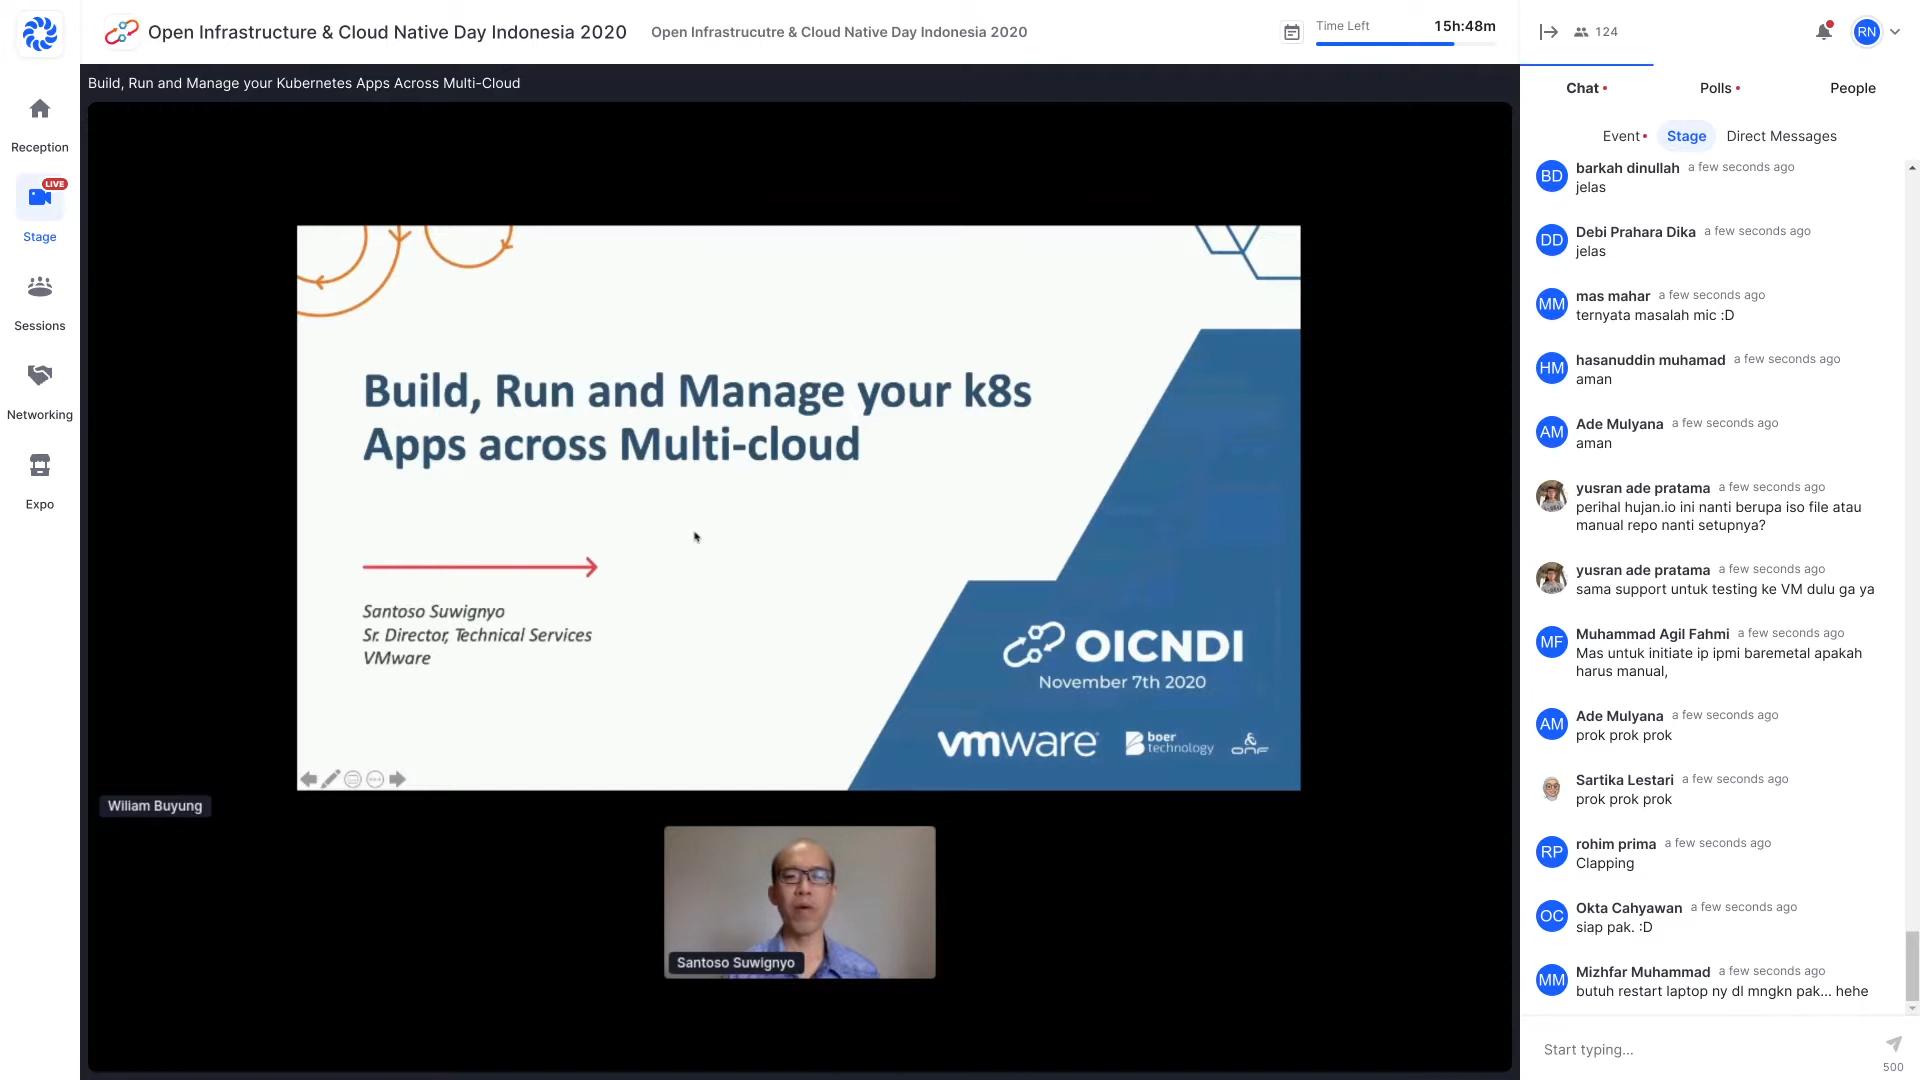 Open Infrastructure & Cloud Native Day Indonesia 2020
Open Infrastrucutre & Cloud Native Day Indonesia 2020
Time Left
15h:48m
124
RN
Reception
LIVE
Stage
Sessions
Networking
Expo
Build, Run and Manage your Kubernetes Apps Across Multi-Cloud
Build, Run and Manage your k8s
Apps across Multi-cloud
Santoso Suwignyo
Sr. Director, Technical Services
VMware
OICNDI
November 7th 2020
vmware
boer
technology
ONF
Wiliam Buyung
Santoso Suwignyo
Chat
Polls
People
Event
Stage
Direct Messages
BD
barkah dinullah a few seconds ago
jelas
DD
Debi Prahara Dika a few seconds ago
jelas
MM
mas mahar a few seconds ago
ternyata masalah mic :D
HM
hasanuddin muhamad a few seconds ago
aman
AM
Ade Mulyana a few seconds ago
aman
yusran ade pratama a few seconds ago
perihal hujan.io ini nanti berupa iso file atau
manual repo nanti setupnya?
yusran ade pratama a few seconds ago
sama support untuk testing ke VM dulu ga ya
MF
Muhammad Agil Fahmi a few seconds ago
Mas untuk initiate ip ipmi baremetal apakah
harus manual,
AM
Ade Mulyana a few seconds ago
prok prok prok
Sartika Lestari a few seconds ago
prok prok prok
RP
rohim prima a few seconds ago
Clapping
OC
Okta Cahyawan a few seconds ago
siap pak. :D
MM
Mizhfar Muhammad a few seconds ago
butuh restart laptop ny dl mngkn pak... hehe
Start typing...
500